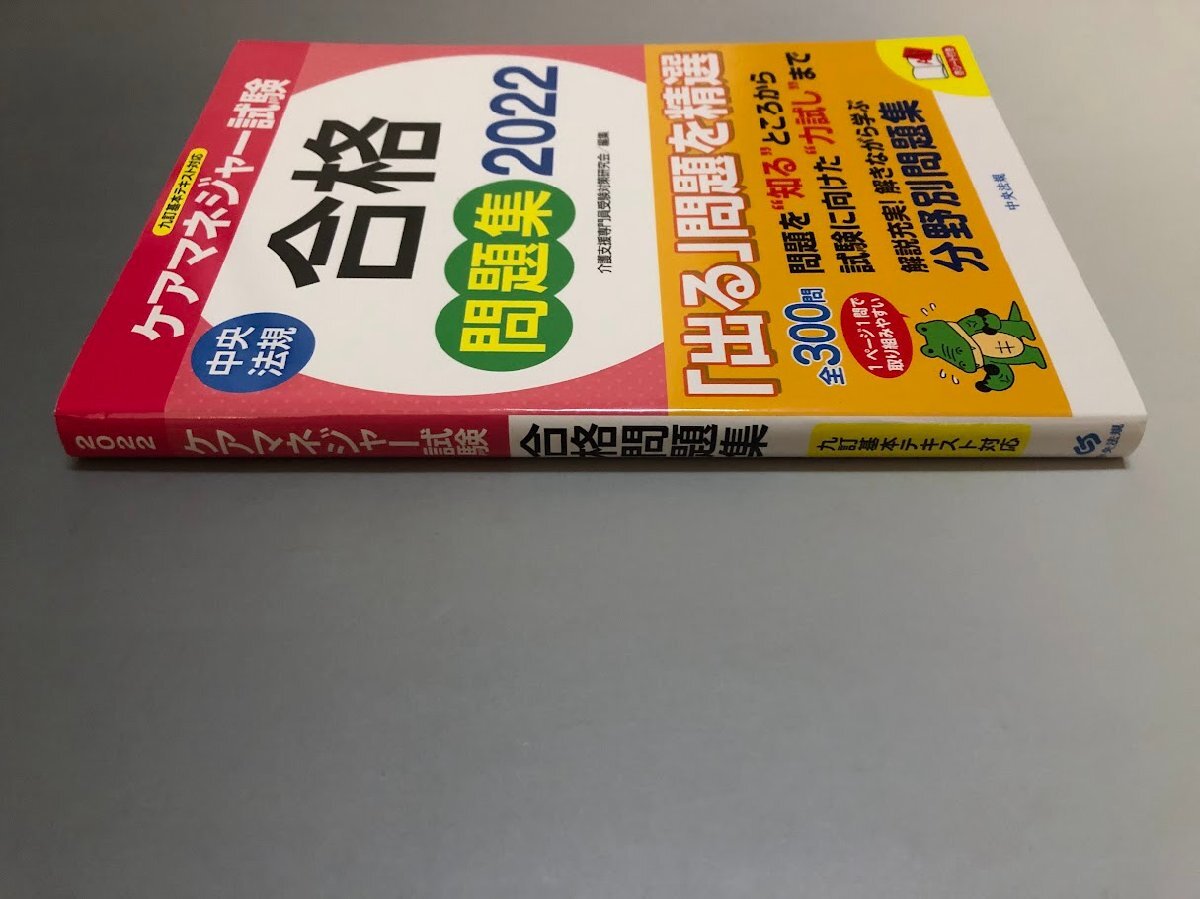 九訂基本テキスト対応
ケアマネジャー試験
中央
法規
合格
問題集
2022
介護支援専門員受験対策研究会/編集
「出る」問題を精選
全300問
問題を“知る”ところから
試験に向けた“力試し”まで
1ページ1問で
取り組みやすい
解説充実!解きながら学ぶ
分野別問題集
中央法規
2022 ケアマネジャー試験 合格問題集 九訂基本テキスト対応 中央法規